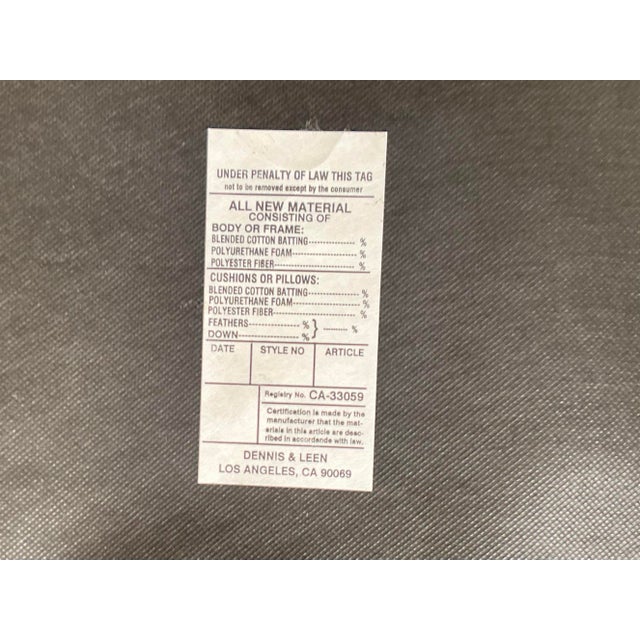 UNDER PENALTY OF LAW THIS TAG
not to be removed except by the consumer
ALL NEW MATERIAL
CONSISTING OF
BODY OR FRAME:
BLENDED COTTON BATTING---------------- %
POLYURETHANE FOAM---------------------- %
POLYESTER FIBER---------------------------- %
CUSHIONS OR PILLOWS:
BLENDED COTTON BATTING---------------- %
POLYURETHANE FOAM---------------------- %
POLYESTER FIBER---------------------------- %
FEATHERS----------------- % } -------- %
DOWN--------------------- %
DATE STYLE NO ARTICLE
Registry No. CA-33059
Certification is made by the
manufacturer that the mat-
erials in this article are desc-
ribed in accordande with law.
DENNIS & LEEN
LOS ANGELES, CA 90069